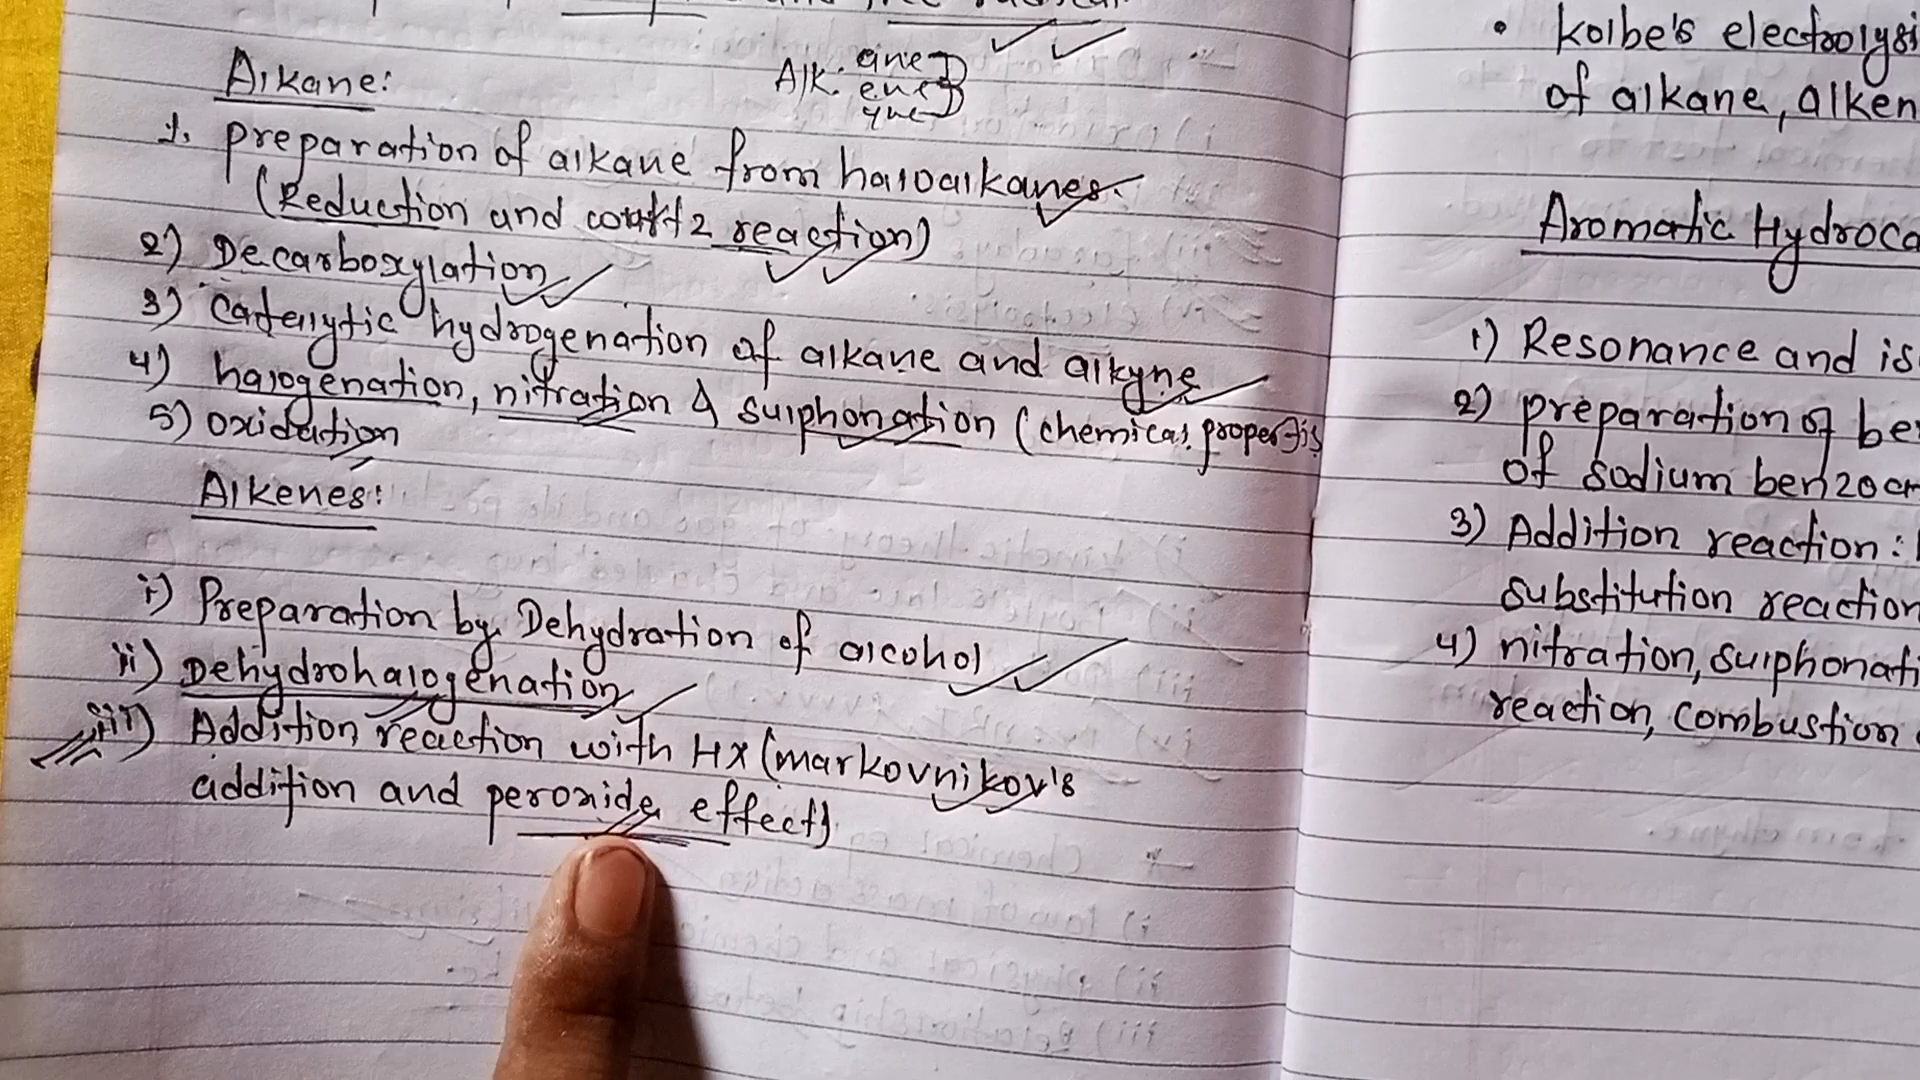 Alkane:
Alk. ane
ene
yne
1. preparation of alkane from haloalkanes.
(Reduction and wurtz reaction)
2) Decarboxylation
3) catalytic hydrogenation of alkane and alkyne
4) halogenation, nitration & sulphonation (chemical propertis
5) oxidation
Alkenes:
i) Preparation by Dehydration of alcohol
ii) Dehydrohalogenation
iii) Addition reaction with HX (markovnikov's
addition and peroxide effect)
• kolbe's electrolysi
of alkane, alken
Aromatic Hydroca
1) Resonance and is
2) preparation of be
of sodium benzoa
3) Addition reaction:
substitution reaction
4) nitration, sulphonati
reaction, combustion